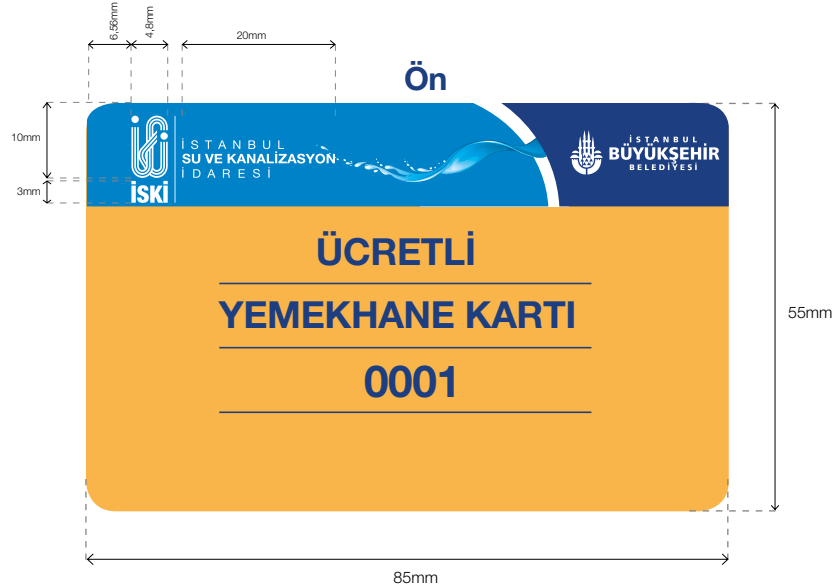 6,56mm
4,8mm
20mm
Ön
10mm
3mm
İSKİ
İSTANBUL
SU VE KANALİZASYON
İDARESİ
İSTANBUL
BÜYÜKŞEHİR
BELEDİYESİ
ÜCRETLİ
YEMEKHANE KARTI
0001
55mm
85mm